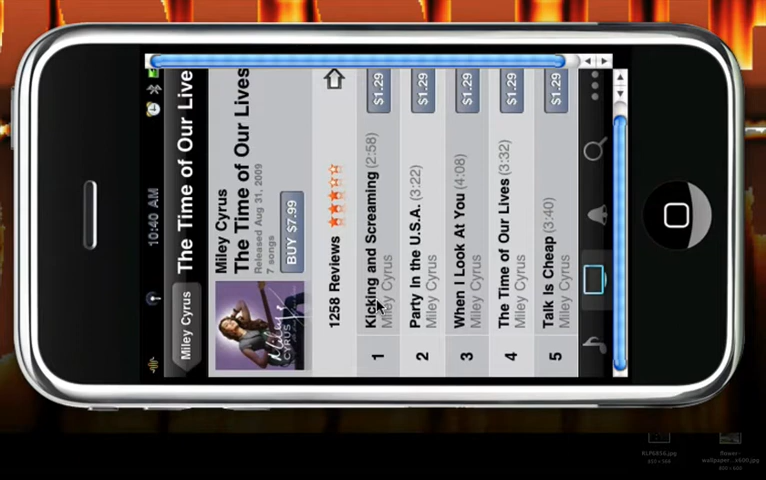 10:40 AM
Miley Cyrus
The Time of Our Live
Miley Cyrus
The Time of Our Lives
Released Aug 31, 2009
7 songs
BUY $7.99
Miley
CYRUS
1258 Reviews
1 Kicking and Screaming (2:58) $1.29
Miley Cyrus
2 Party In the U.S.A. (3:22) $1.29
Miley Cyrus
3 When I Look At You (4:08) $1.29
Miley Cyrus
4 The Time of Our Lives (3:32) $1.29
Miley Cyrus
5 Talk Is Cheap (3:40) $1.29
Miley Cyrus
flower-